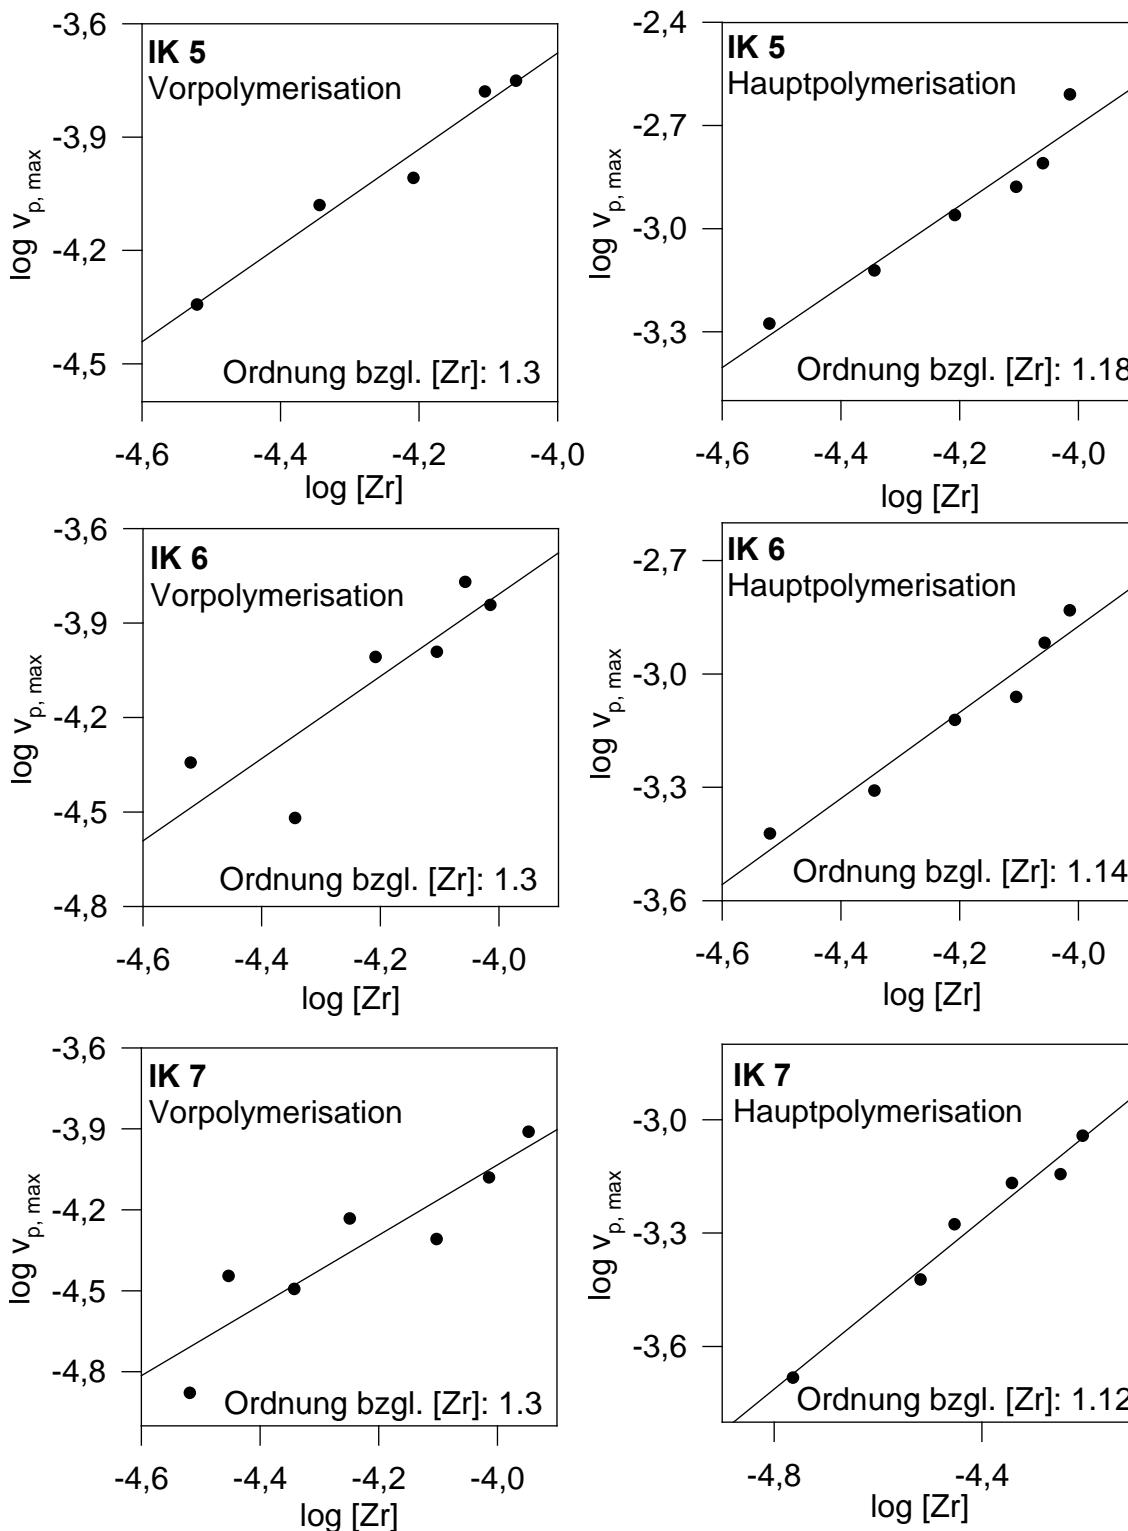 -3,6
IK 5
Vorpolymerisation
-3,9
-4,2
-4,5
log vp, max
Ordnung bzgl. [Zr]: 1.3
-4,6 -4,4 -4,2 -4,0
log [Zr]
-2,4
IK 5
Hauptpolymerisation
-2,7
-3,0
-3,3
log vp, max
Ordnung bzgl. [Zr]: 1.18
-4,6 -4,4 -4,2 -4,0
log [Zr]
-3,6
IK 6
Vorpolymerisation
-3,9
-4,2
-4,5
-4,8
log vp, max
Ordnung bzgl. [Zr]: 1.3
-4,6 -4,4 -4,2 -4,0
log [Zr]
IK 6
-2,7
Hauptpolymerisation
-3,0
-3,3
-3,6
log vp, max
Ordnung bzgl. [Zr]: 1.14
-4,6 -4,4 -4,2 -4,0
log [Zr]
-3,6
IK 7
Vorpolymerisation
-3,9
-4,2
-4,5
-4,8
log vp, max
Ordnung bzgl. [Zr]: 1.3
-4,6 -4,4 -4,2 -4,0
log [Zr]
IK 7
Hauptpolymerisation
-3,0
-3,3
-3,6
log vp, max
Ordnung bzgl. [Zr]: 1.12
-4,8 -4,4
log [Zr]